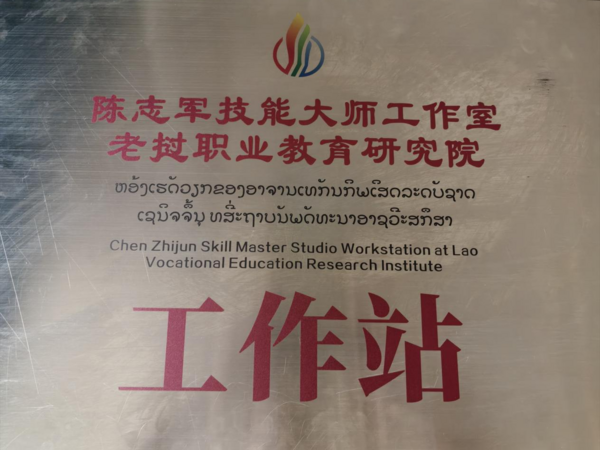 陈志军技能大师工作室
老挝职业教育研究院
ຫອ້ງເຮດັວຽກຂອງອາຈານເທກັນກິພເສີດລະດບັຊາດ
ເຊນິຈຈຶ້ນຸ ທສີ່ະຖາບນັພດັທະນາອາຊວີະສກຶສາ
Chen Zhijun Skill Master Studio Workstation at Lao
Vocational Education Research Institute
工作站